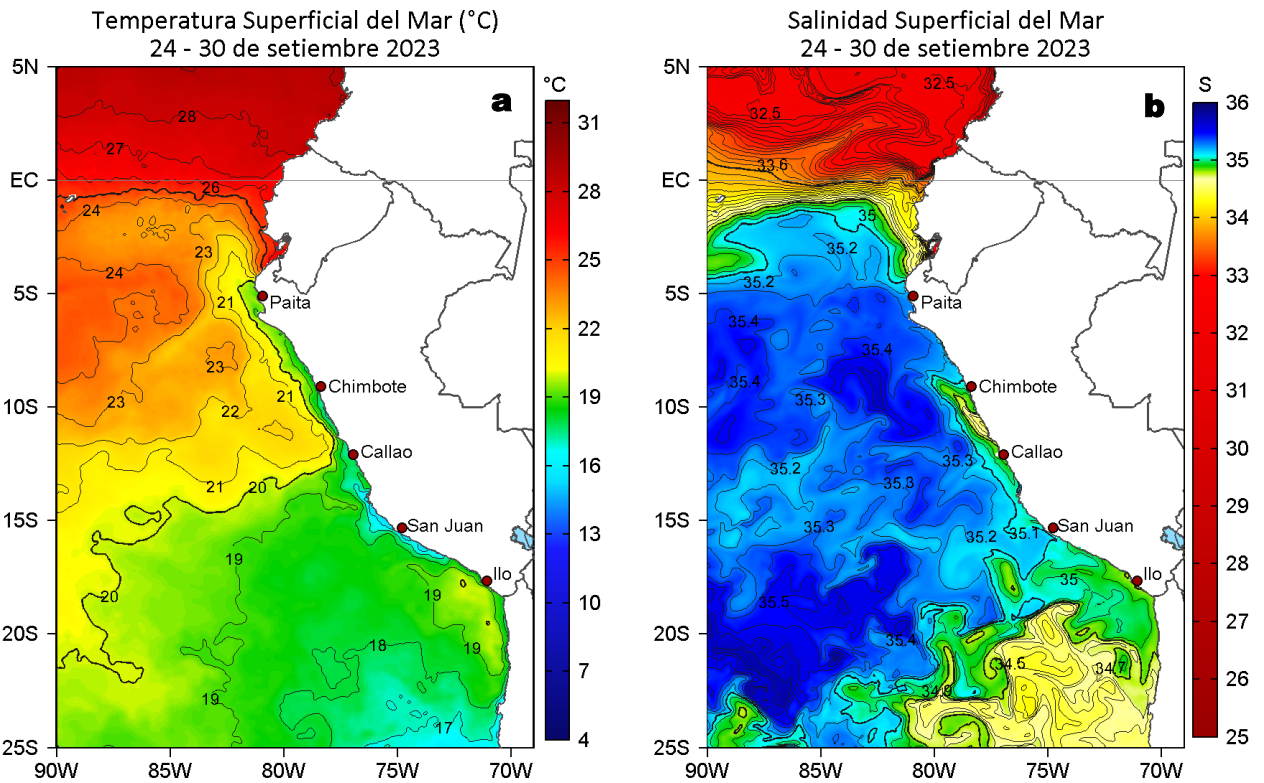 Temperatura Superficial del Mar (°C)
24 - 30 de setiembre 2023
5N
EC
5S
10S
15S
20S
25S
90W
85W
80W
75W
70W
a
28
27
26
24
23
24
21
23
23
22
21
21
20
19
20
19
18
19
19
17
Paita
Chimbote
Callao
San Juan
Ilo
°C
31
28
25
22
19
16
13
10
7
4
Salinidad Superficial del Mar
24 - 30 de setiembre 2023
5N
EC
5S
10S
15S
20S
25S
90W
85W
80W
75W
70W
b
32.5
32.5
33.6
35
35.2
35.2
35.4
35.4
35.4
35.3
35.3
35.2
35.3
35.3
35.2
35.1
35
35.5
35.4
34.5
34.7
34.9
Paita
Chimbote
Callao
San Juan
Ilo
S
36
35
34
33
32
31
30
29
28
27
26
25